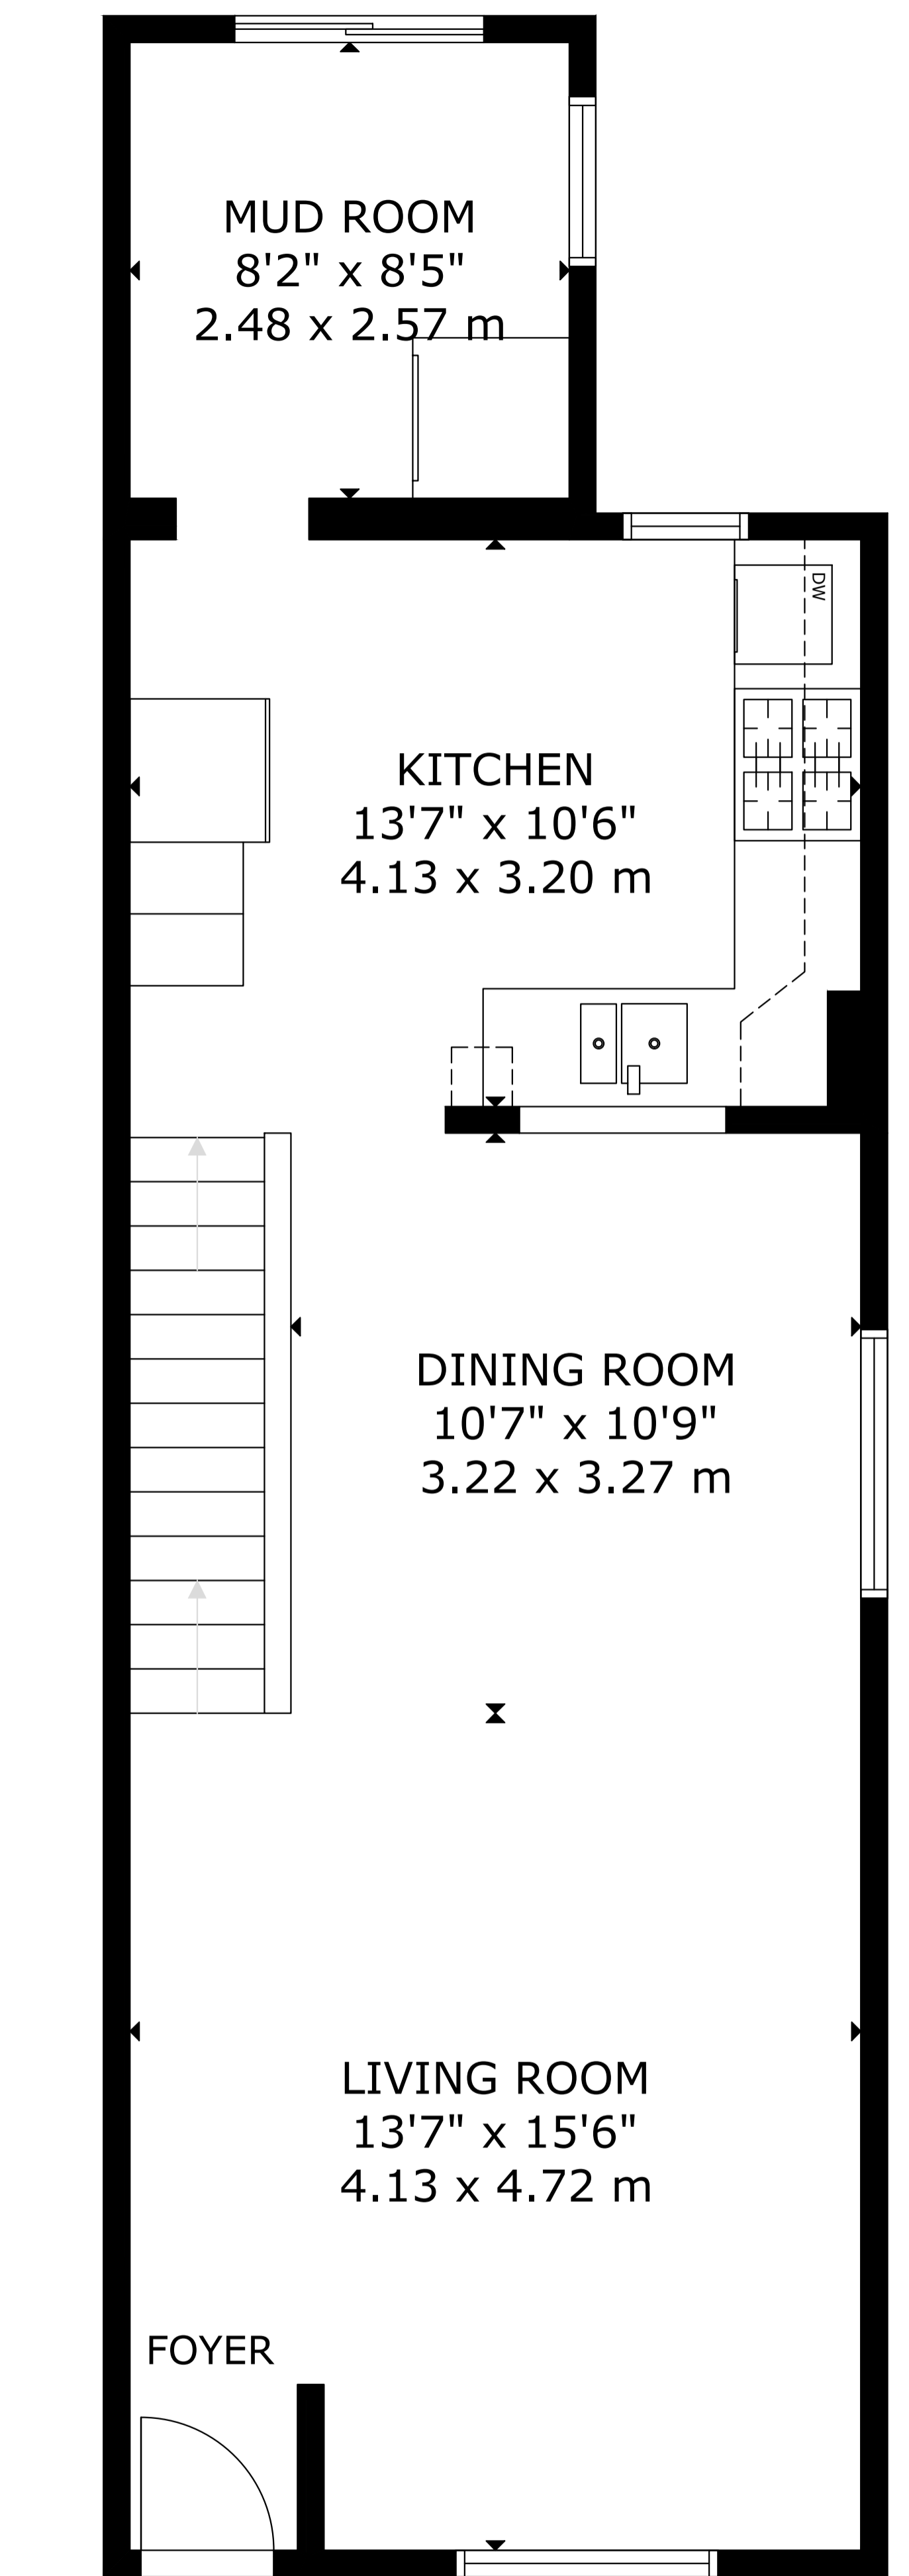 MUD ROOM
8'2" x 8'5"
2.48 x 2.57 m
DW
KITCHEN
13'7" x 10'6"
4.13 x 3.20 m
DINING ROOM
10'7" x 10'9"
3.22 x 3.27 m
LIVING ROOM
13'7" x 15'6"
4.13 x 4.72 m
FOYER